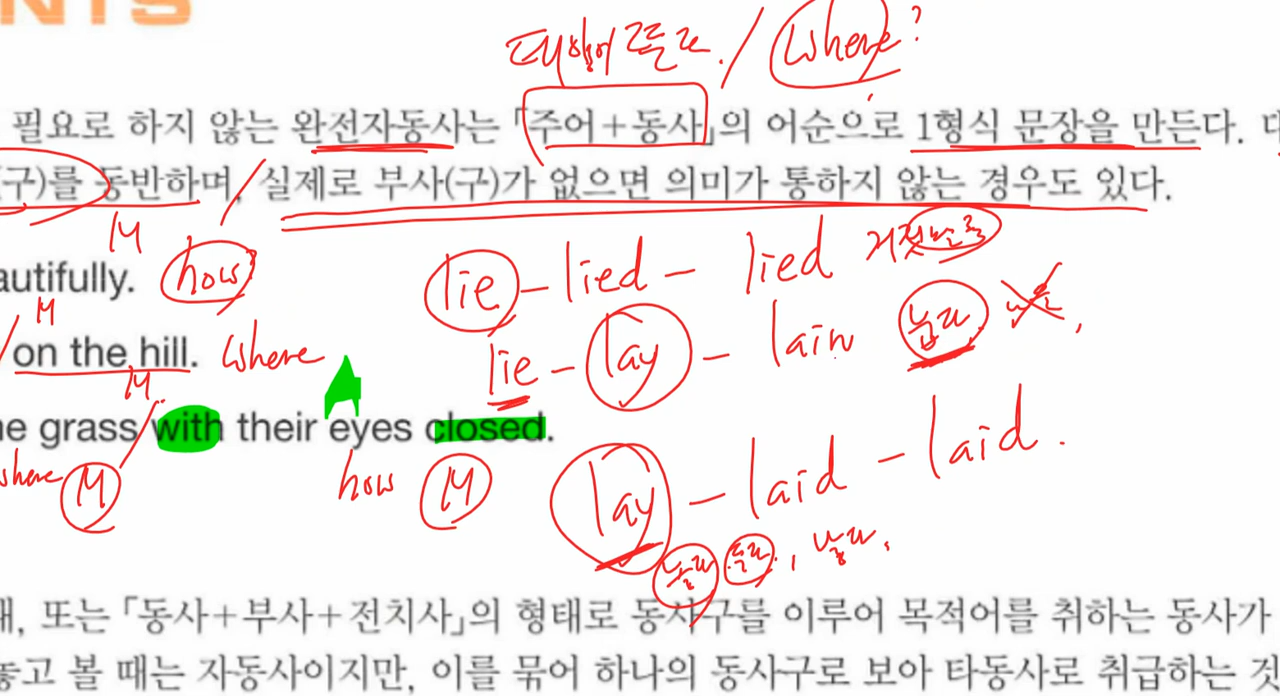 NTS
태양이 뜬다. / where?
필요로 하지 않는 완전자동사는 「주어+동사」의 어순으로 1형식 문장을 만든다.
(구)를 동반하며, 실제로 부사(구)가 없으면 의미가 통하지 않는 경우도 있다.
M
autifully. how lie – lied – lied 거짓
M
on the hill. where lie – lay – lain 눕다
M
grass with their eyes closed.
where M how M lay – laid – laid.
놓다 두다, 낳다,
또는 「동사+부사+전치사」의 형태로 동사구를 이루어 목적어를 취하는 동사가
놓고 볼 때는 자동사이지만, 이를 묶어 하나의 동사구로 보아 타동사로 취급하는 것